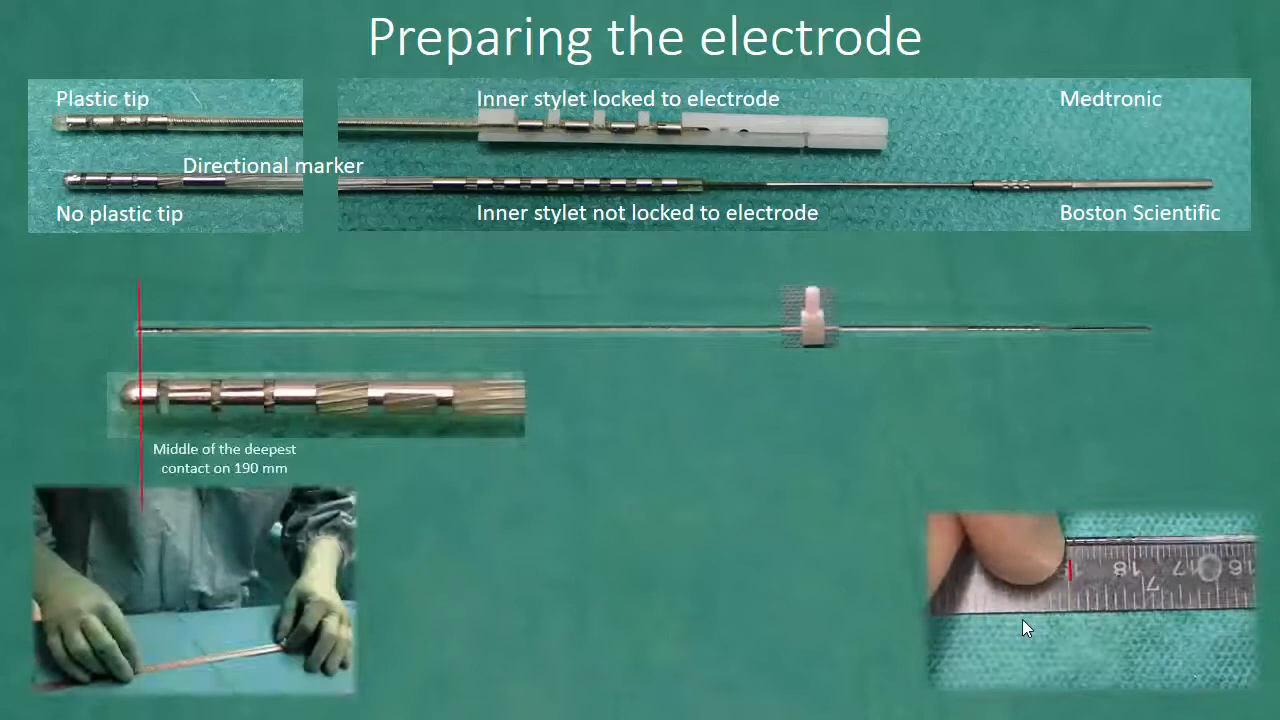 Preparing the electrode
Plastic tip
Inner stylet locked to electrode
Medtronic
Directional marker
No plastic tip
Inner stylet not locked to electrode
Boston Scientific
Middle of the deepest
contact on 190 mm
18
17
16
7